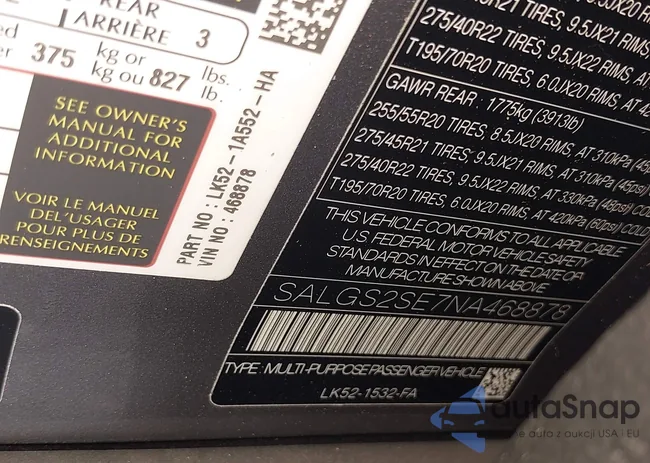 REAR
ARRIÈRE 3
375 kg or kg ou 827 lbs. lb.
SEE OWNER'S
MANUAL FOR
ADDITIONAL
INFORMATION
VOIR LE MANUEL
DEL'USAGER
POUR PLUS DE
RENSEIGNEMENTS
PART NO : LK52-1A552-HA
VIN NO : 468878
275/40R22 TIRES, 9.5JX22 RIMS,
T195/70R20 TIRES, 6.0JX20 RIMS, AT
GAWR REAR : 1775kg (3913lb)
255/55R20 TIRES, 8.5JX20 RIMS, AT 310kPa
275/45R21 TIRES, 9.5JX21 RIMS, AT 310kPa (45psi)
275/40R22 TIRES, 9.5JX22 RIMS, AT 330kPa (48psi) COLD
T195/70R20 TIRES, 6.0JX20 RIMS, AT 420kPa (60psi) COLD
THIS VEHICLE CONFORMS TO ALL APPLICABLE
U.S. FEDERAL MOTOR VEHICLE SAFETY
STANDARDS IN EFFECT ON THE DATE OF
MANUFACTURE SHOWN ABOVE
SALGS2SE7NA468878
TYPE: MULTI-PURPOSE PASSENGER VEHICLE
LK52-1532-FA
autaSnap
auta z aukcji USA - EU